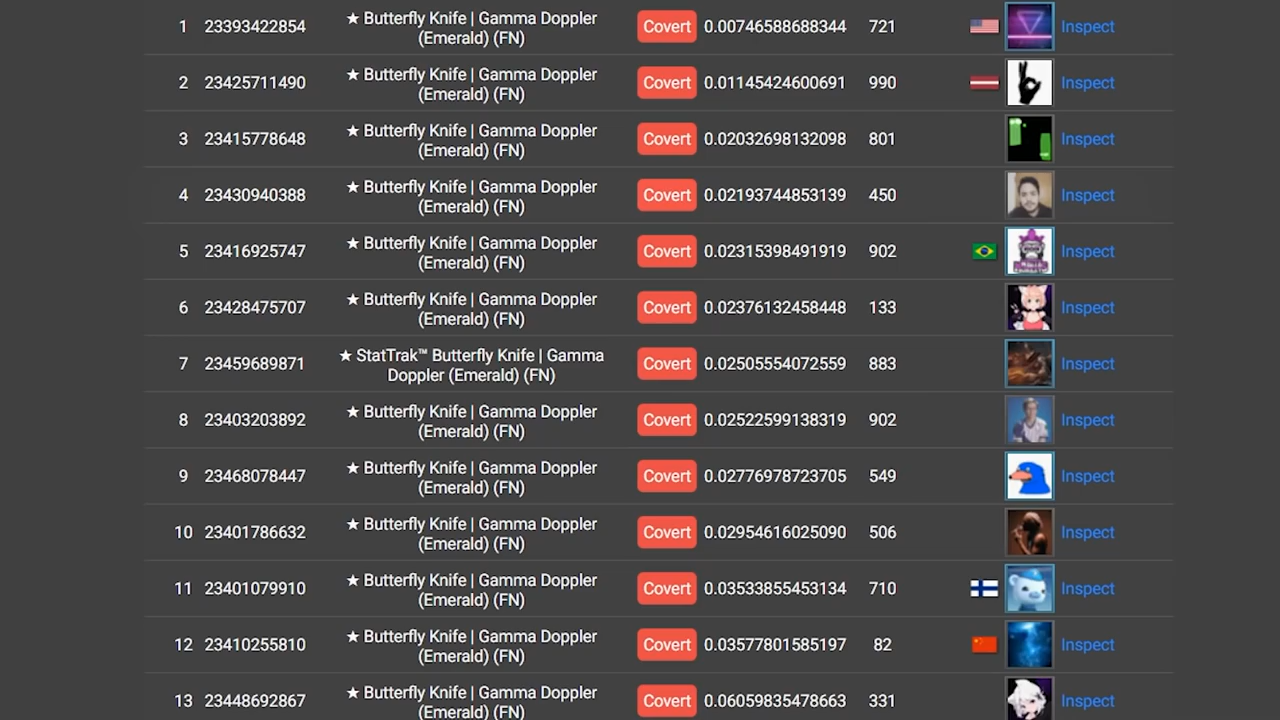 1 23393422854 ★ Butterfly Knife | Gamma Doppler Covert 0.00746588688344 721 Inspect
(Emerald) (FN)
2 23425711490 ★ Butterfly Knife | Gamma Doppler Covert 0.01145424600691 990 Inspect
(Emerald) (FN)
3 23415778648 ★ Butterfly Knife | Gamma Doppler Covert 0.02032698132098 801 Inspect
(Emerald) (FN)
4 23430940388 ★ Butterfly Knife | Gamma Doppler Covert 0.02193744853139 450 Inspect
(Emerald) (FN)
5 23416925747 ★ Butterfly Knife | Gamma Doppler Covert 0.02315398491919 902 Inspect
(Emerald) (FN)
6 23428475707 ★ Butterfly Knife | Gamma Doppler Covert 0.02376132458448 133 Inspect
(Emerald) (FN)
7 23459689871 ★ StatTrak™ Butterfly Knife | Gamma Covert 0.02505554072559 883 Inspect
Doppler (Emerald) (FN)
8 23403203892 ★ Butterfly Knife | Gamma Doppler Covert 0.02522599138319 902 Inspect
(Emerald) (FN)
9 23468078447 ★ Butterfly Knife | Gamma Doppler Covert 0.02776978723705 549 Inspect
(Emerald) (FN)
10 23401786632 ★ Butterfly Knife | Gamma Doppler Covert 0.02954616025090 506 Inspect
(Emerald) (FN)
11 23401079910 ★ Butterfly Knife | Gamma Doppler Covert 0.03533855453134 710 Inspect
(Emerald) (FN)
12 23410255810 ★ Butterfly Knife | Gamma Doppler Covert 0.03577801585197 82 Inspect
(Emerald) (FN)
13 23448692867 ★ Butterfly Knife | Gamma Doppler Covert 0.06059835478663 331 Inspect
(Emerald) (FN)